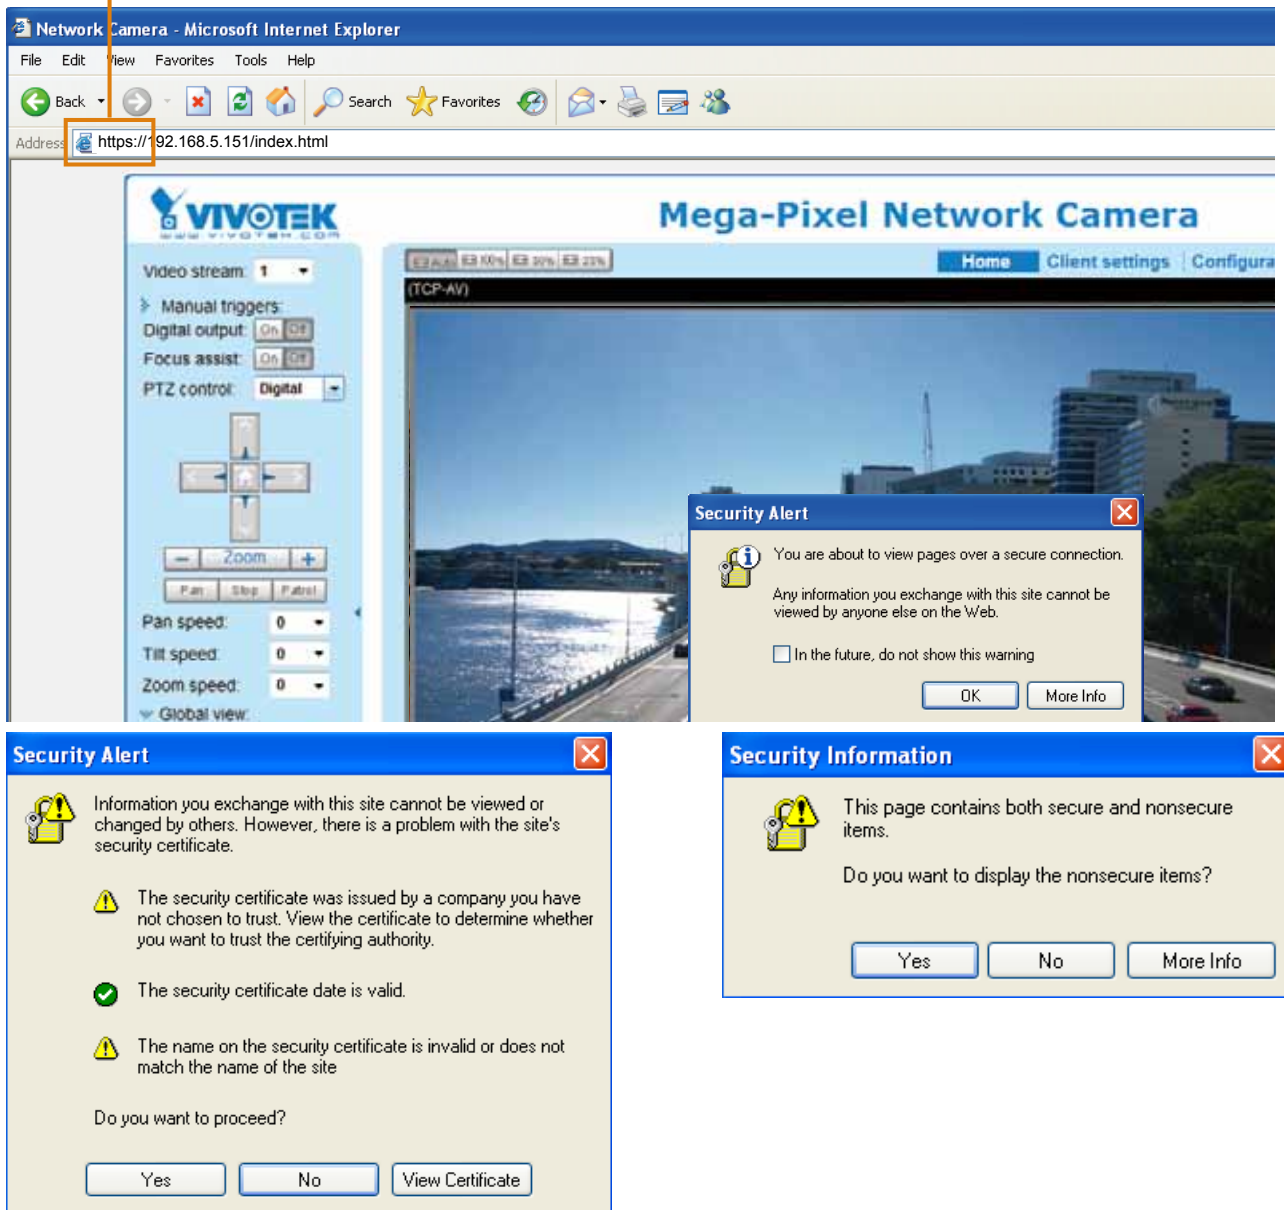 Network Camera - Microsoft Internet Explorer
File Edit View Favorites Tools Help
Back Search Favorites
Address https://192.168.5.151/index.html
VIVOTEK
www.vivotek.com
Mega-Pixel Network Camera
Video stream: 1
Auto 100% 50% 25%
Home Client settings Configura
(TCP-AV)
Manual triggers:
Digital output: On Off
Focus assist: On Off
PTZ control: Digital
Zoom
Pan Stop Patrol
Pan speed: 0
Tilt speed: 0
Zoom speed: 0
Global view:
Security Alert
You are about to view pages over a secure connection.
Any information you exchange with this site cannot be
viewed by anyone else on the Web.
In the future, do not show this warning
OK More Info
Security Alert
Information you exchange with this site cannot be viewed or
changed by others. However, there is a problem with the site's
security certificate.
The security certificate was issued by a company you have
not chosen to trust. View the certificate to determine whether
you want to trust the certifying authority.
The security certificate date is valid.
The name on the security certificate is invalid or does not
match the name of the site
Do you want to proceed?
Yes No View Certificate
Security Information
This page contains both secure and nonsecure
items.
Do you want to display the nonsecure items?
Yes No More Info